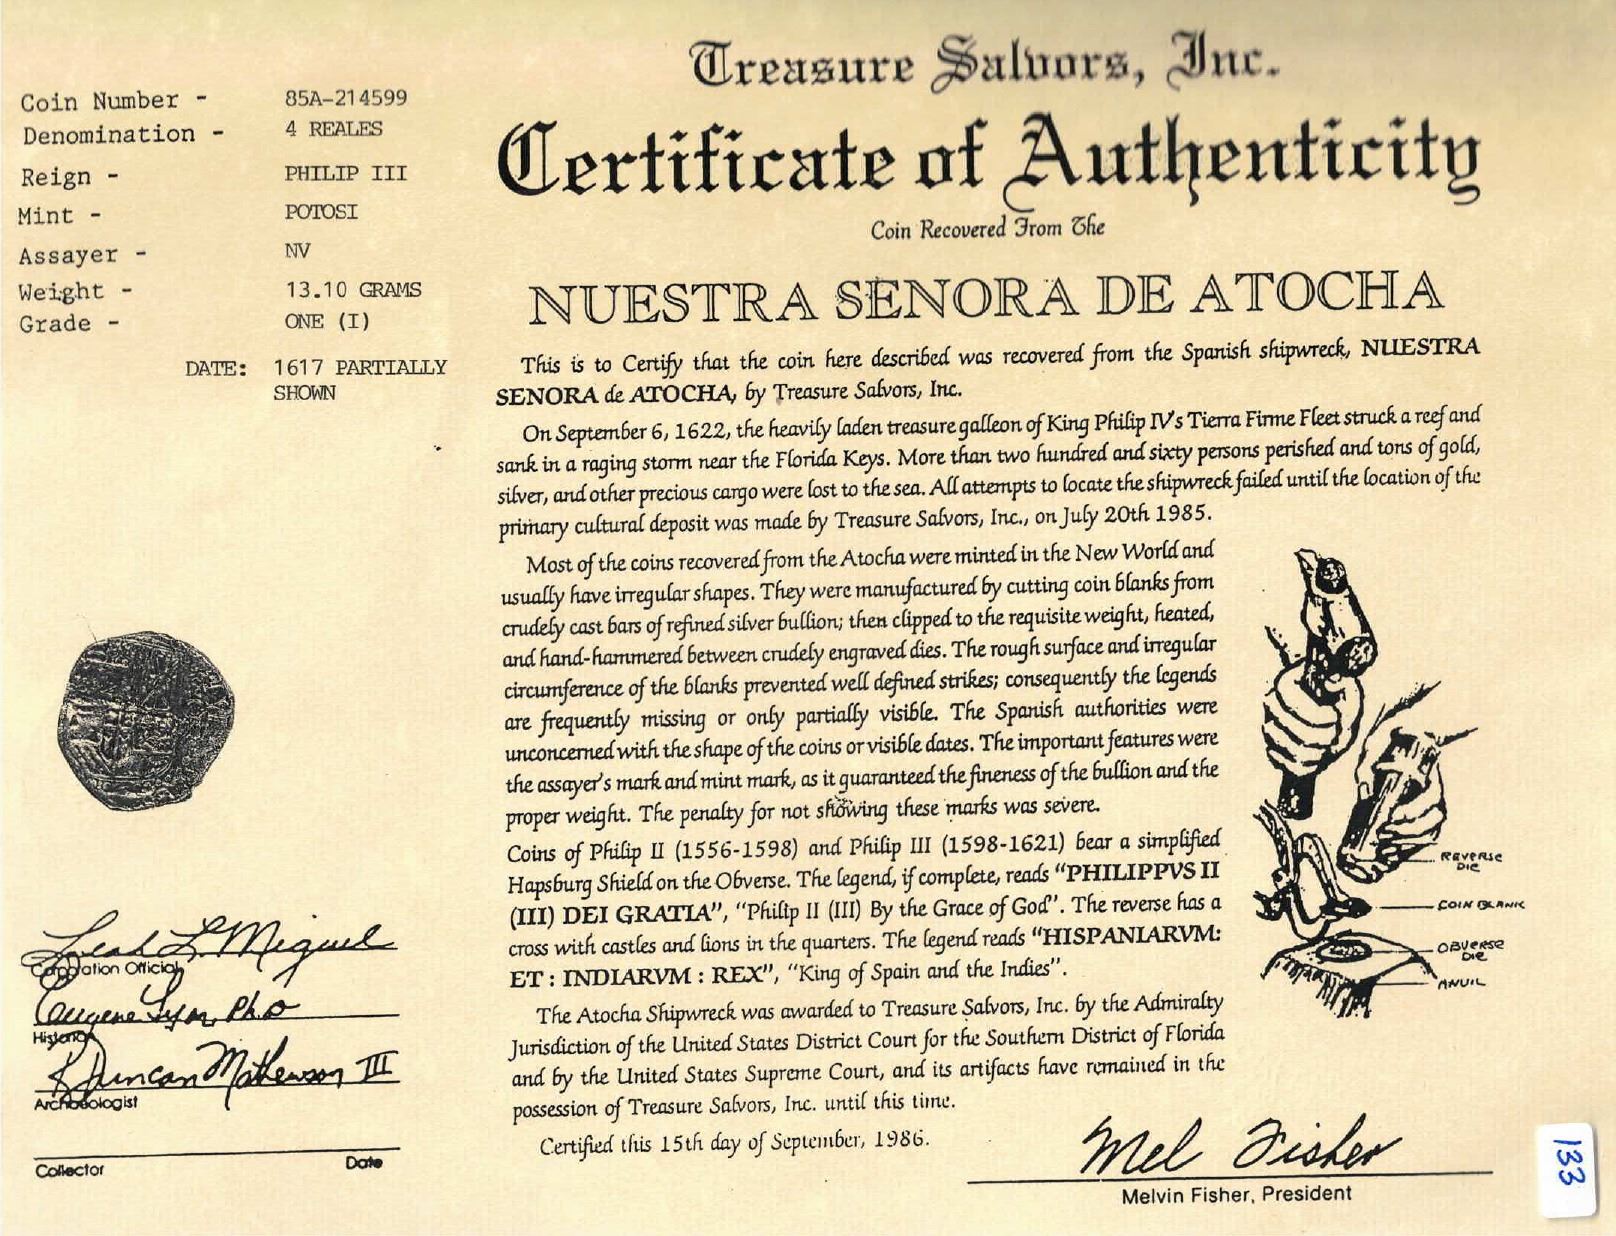 Treasure Salvors, Inc.
Certificate of Authenticity
Coin Recovered From The
NUESTRA SENORA DE ATOCHA
Coin Number - 85A-214599
Denomination - 4 REALES
Reign - PHILIP III
Mint - POTOSI
Assayer - NV
Weight - 13.10 GRAMS
Grade - ONE (I)
DATE: 1617 PARTIALLY
SHOWN
This is to Certify that the coin here described was recovered from the Spanish shipwreck, NUESTRA
SENORA de ATOCHA, by Treasure Salvors, Inc.
On September 6, 1622, the heavily laden treasure galleon of King Philip IV's Tierra Firme Fleet struck a reef and
sank in a raging storm near the Florida Keys. More than two hundred and sixty persons perished and tons of gold,
silver, and other precious cargo were lost to the sea. All attempts to locate the shipwreck failed until the location of the
primary cultural deposit was made by Treasure Salvors, Inc., on July 20th 1985.
Most of the coins recovered from the Atocha were minted in the New World and
usually have irregular shapes. They were manufactured by cutting coin blanks from
crudely cast bars of refined silver bullion; then clipped to the requisite weight, heated,
and hand-hammered between crudely engraved dies. The rough surface and irregular
circumference of the blanks prevented well defined strikes; consequently the legends
are frequently missing or only partially visible. The Spanish authorities were
unconcerned with the shape of the coins or visible dates. The important features were
the assayer's mark and mint mark, as it guaranteed the fineness of the bullion and the
proper weight. The penalty for not showing these marks was severe.
Coins of Philip II (1556-1598) and Philip III (1598-1621) bear a simplified
Hapsburg Shield on the Obverse. The legend, if complete, reads "PHILIPPVS II
(III) DEI GRATIA", "Philip II (III) By the Grace of God". The reverse has a
cross with castles and lions in the quarters. The legend reads "HISPANIARVM:
ET : INDIARVM : REX", "King of Spain and the Indies".
The Atocha Shipwreck was awarded to Treasure Salvors, Inc. by the Admiralty
Jurisdiction of the United States District Court for the Southern District of Florida
and by the United States Supreme Court, and its artifacts have remained in the
possession of Treasure Salvors, Inc. until this time.
Certified this 15th day of September, 1986.
REVERSE
DIE
COIN BLANK
OBVERSE
DIE
ANVIL
Leah L. Miguel
Corporation Official
Eugene Lyon, Ph.D
Historian
R Duncan Mathewson III
Archaeologist
Collector Date
Mel Fisher
Melvin Fisher, President
133